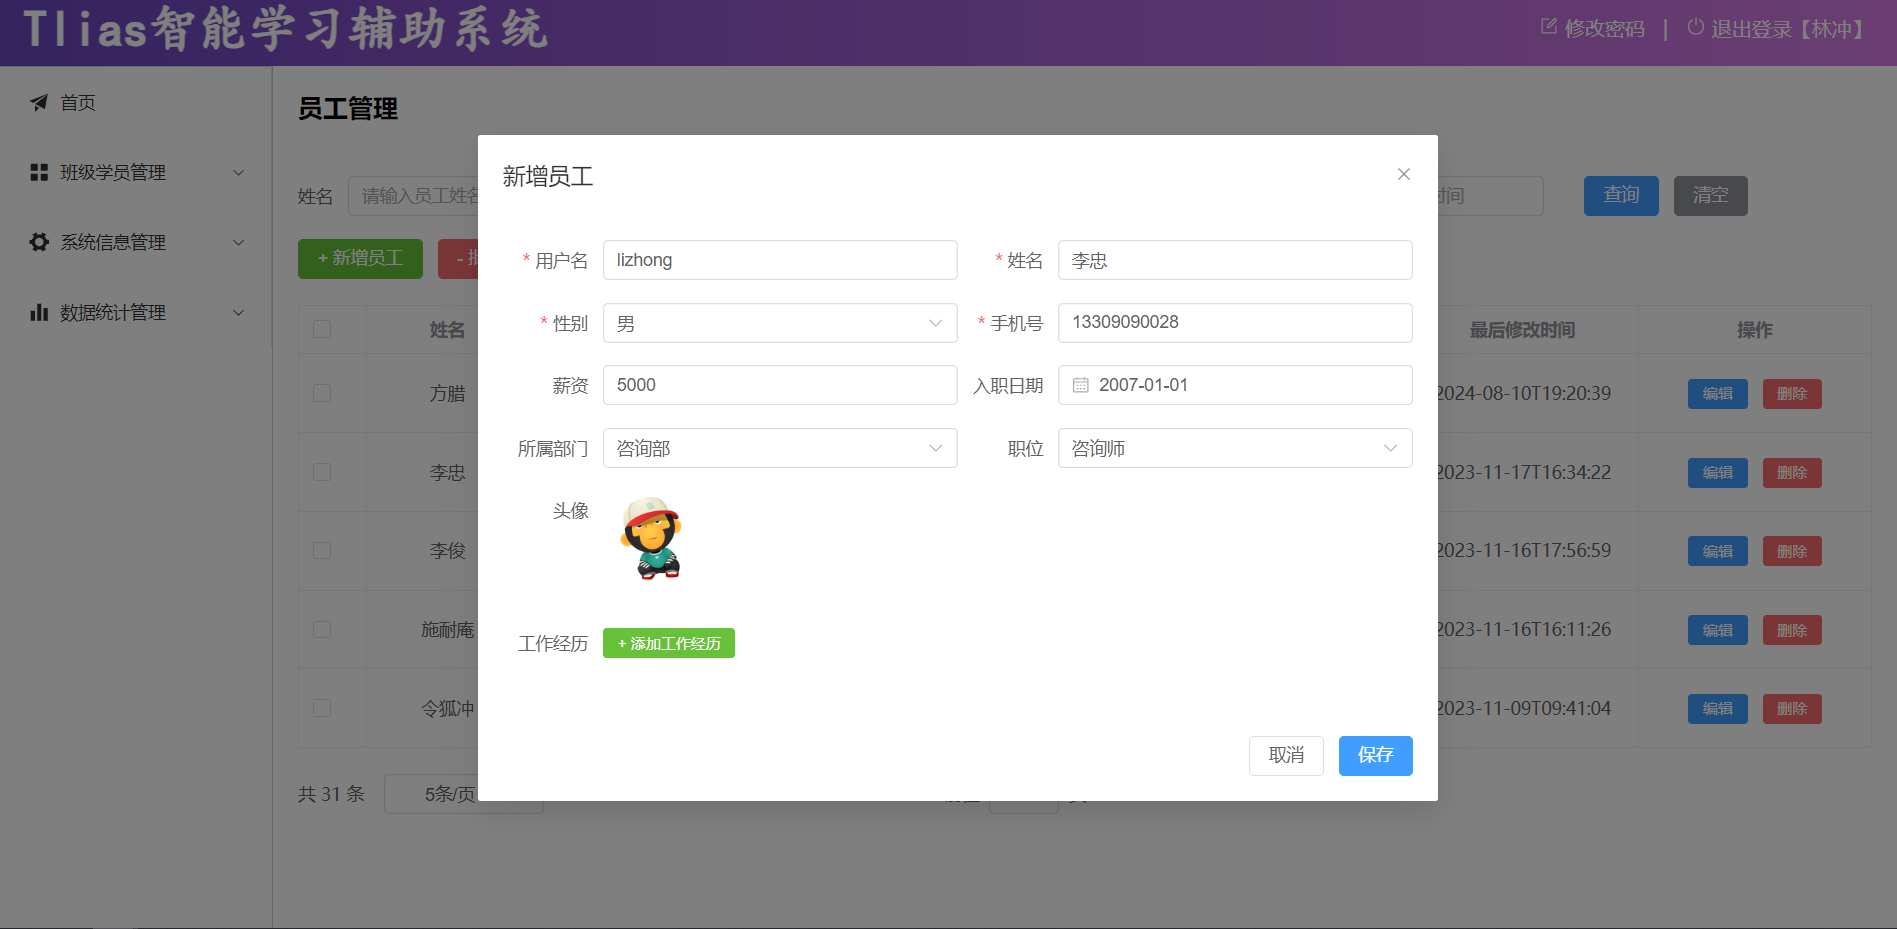 Tlias智能学习辅助系统
修改密码 | 退出登录【林冲】
首页
班级学员管理
系统信息管理
数据统计管理
员工管理
姓名 请输入员工姓名 时间 查询 清空
+ 新增员工 -
姓名 最后修改时间 操作
方腊 2024-08-10T19:20:39 编辑 删除
李忠 2023-11-17T16:34:22 编辑 删除
李俊 2023-11-16T17:56:59 编辑 删除
施耐庵 2023-11-16T16:11:26 编辑 删除
令狐冲 2023-11-09T09:41:04 编辑 删除
共 31 条 5条/页
新增员工
* 用户名 lizhong * 姓名 李忠
* 性别 男 * 手机号 13309090028
薪资 5000 入职日期 2007-01-01
所属部门 咨询部 职位 咨询师
头像
工作经历 + 添加工作经历
取消 保存